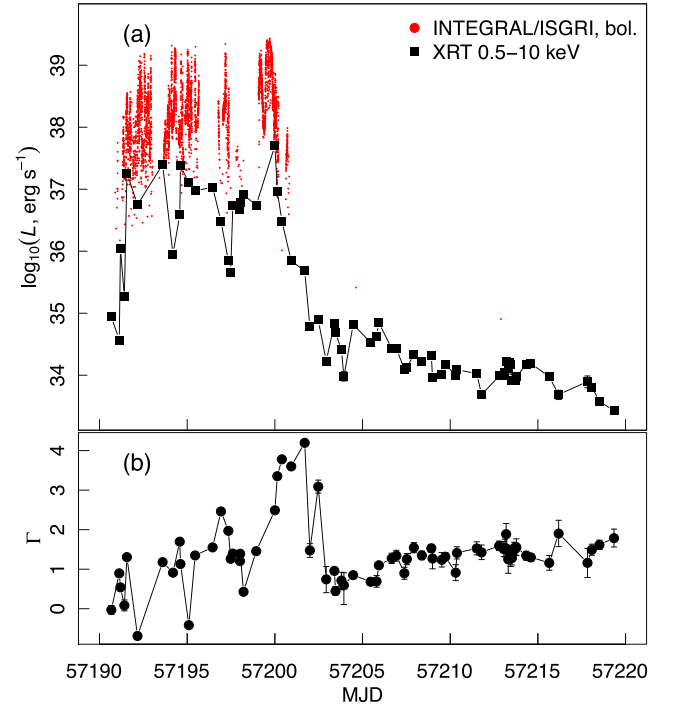 (a)
INTEGRAL/ISGRI, bol.
XRT 0.5−10 keV
log₁₀(L, erg s⁻¹)
39
38
37
36
35
34
(b)
Γ
4
3
2
1
0
57190 57195 57200 57205 57210 57215 57220
MJD